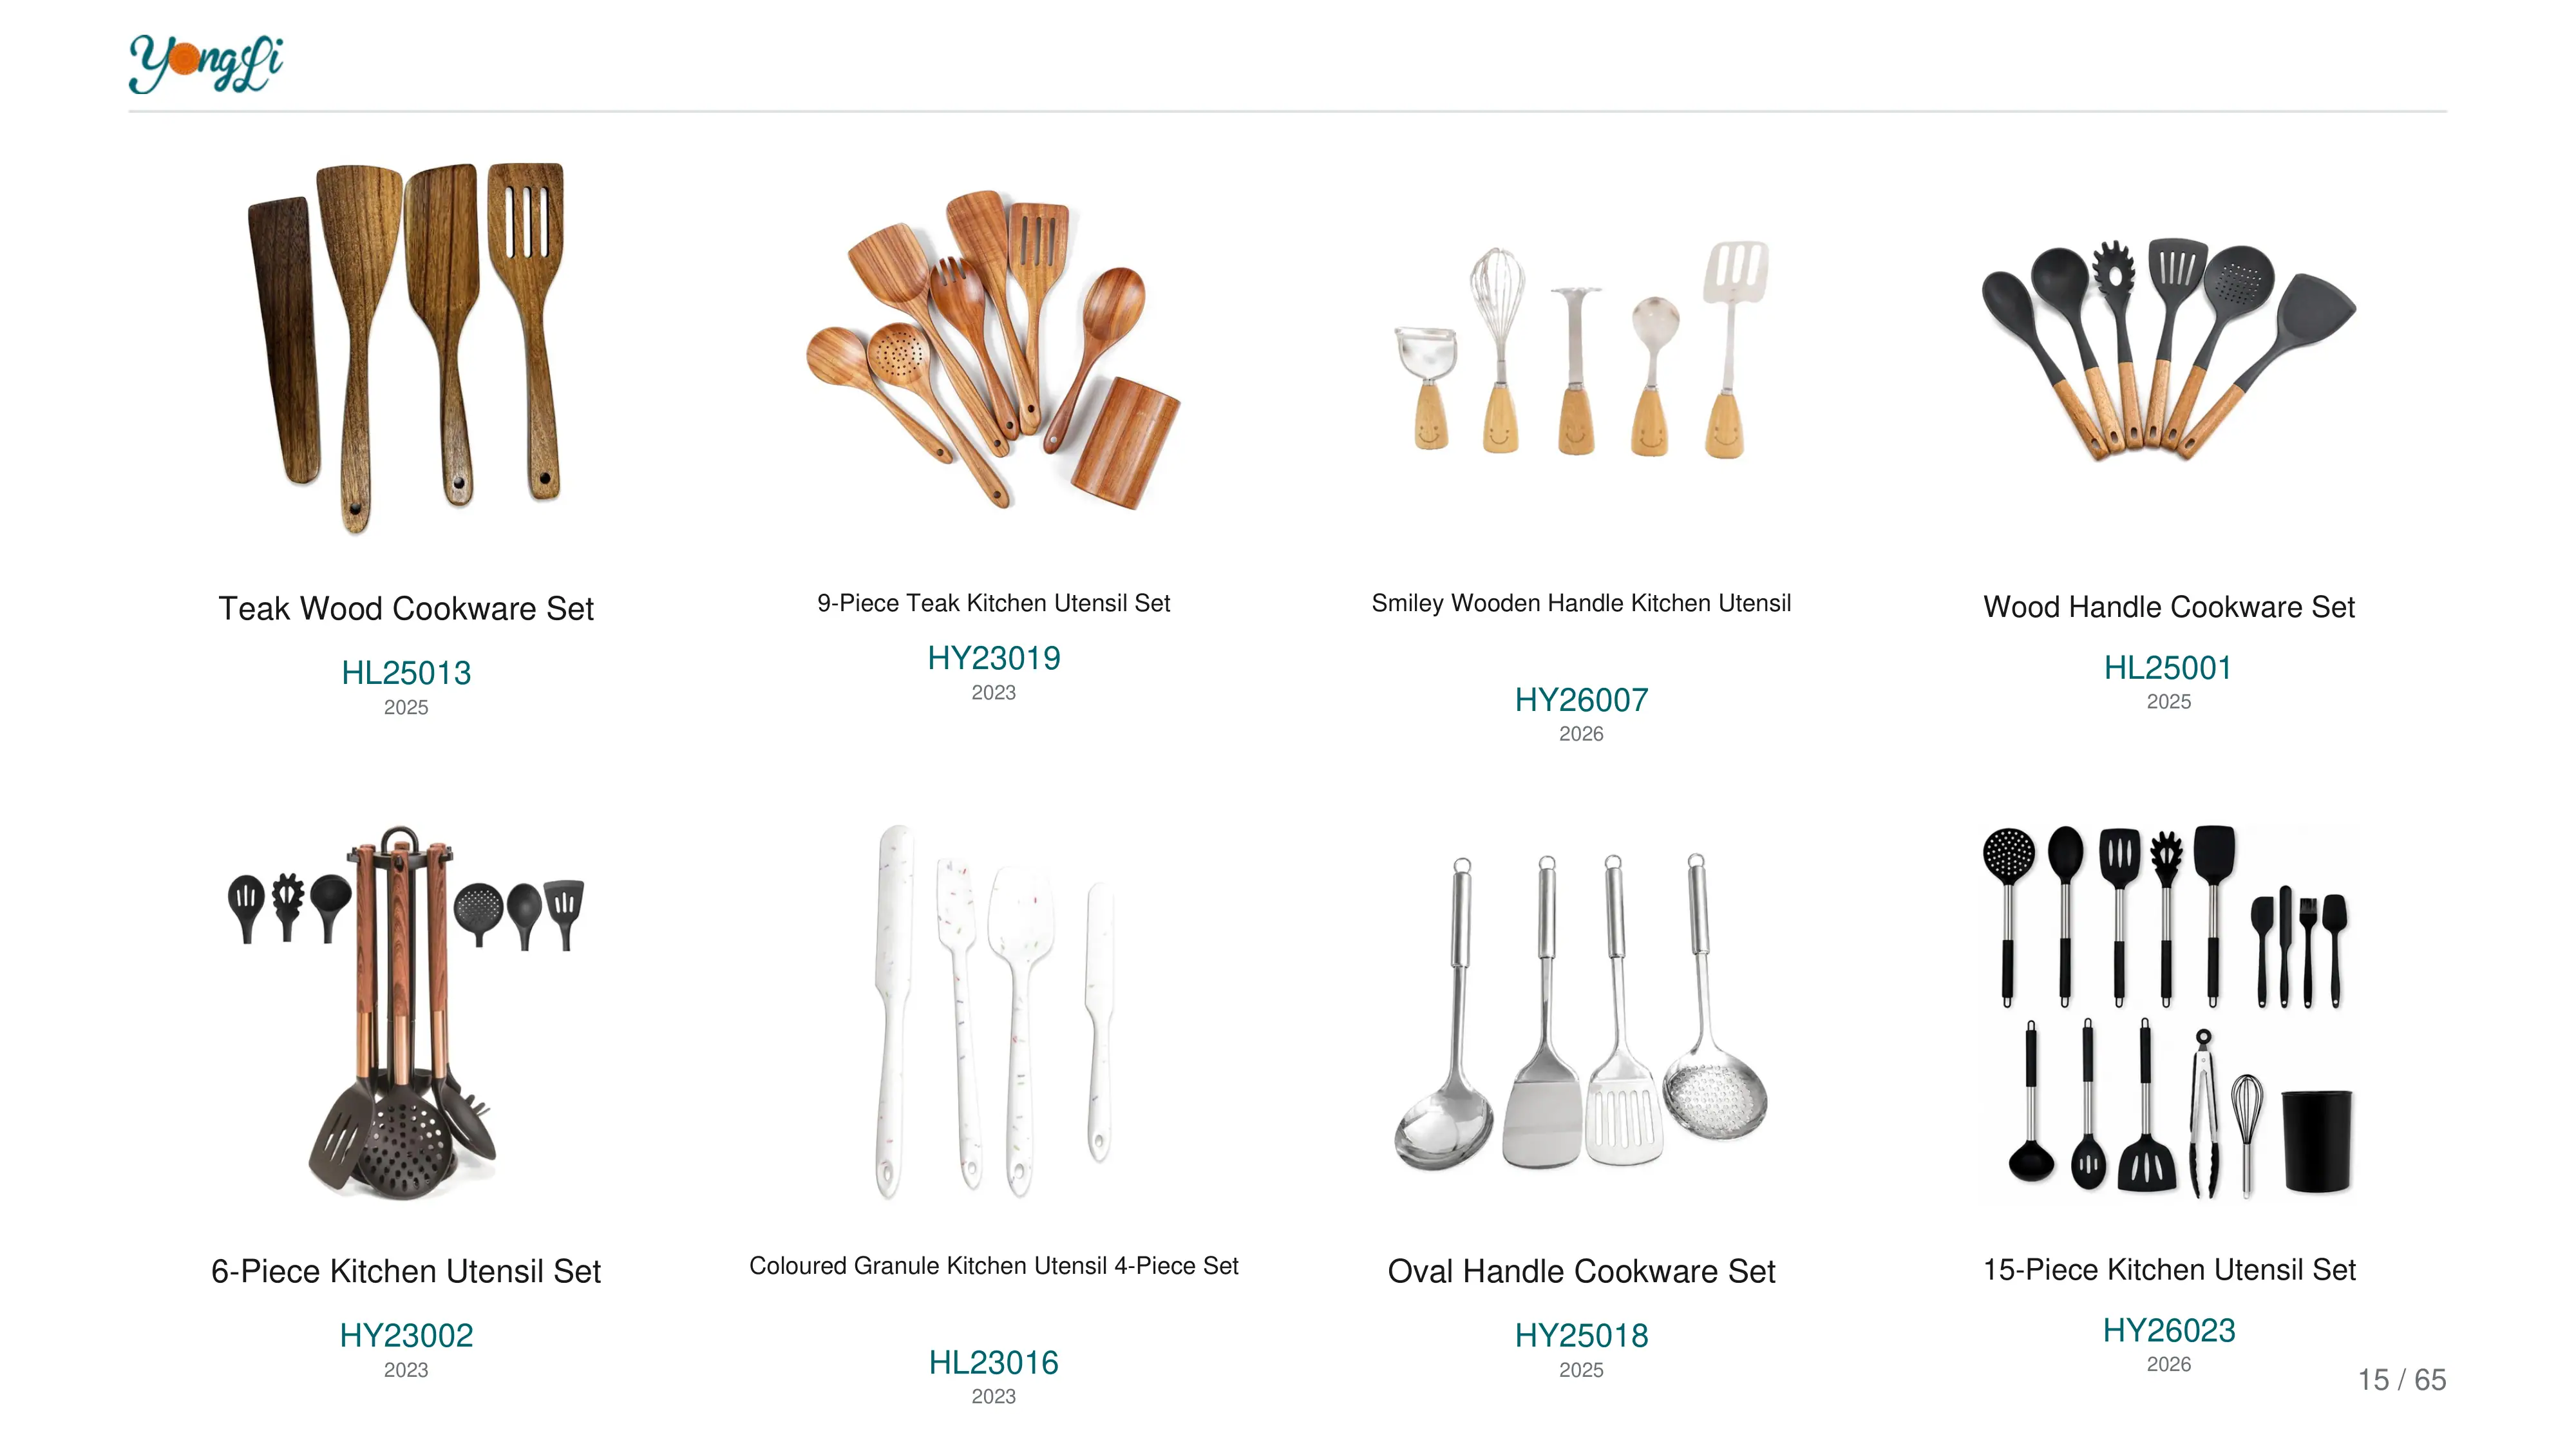 YongLi
Teak Wood Cookware Set
HL25013
2025
9-Piece Teak Kitchen Utensil Set
HY23019
2023
Smiley Wooden Handle Kitchen Utensil
HY26007
2026
Wood Handle Cookware Set
HL25001
2025
6-Piece Kitchen Utensil Set
HY23002
2023
Coloured Granule Kitchen Utensil 4-Piece Set
HL23016
2023
Oval Handle Cookware Set
HY25018
2025
15-Piece Kitchen Utensil Set
HY26023
2026
15 / 65